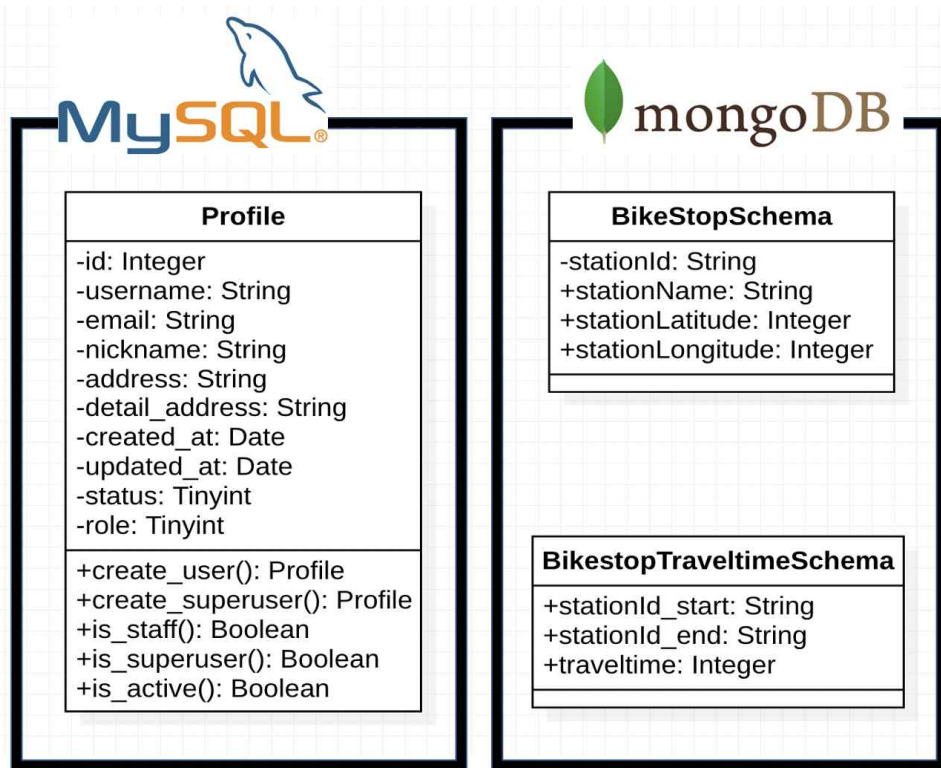 MySQL®
Profile
-id: Integer
-username: String
-email: String
-nickname: String
-address: String
-detail_address: String
-created_at: Date
-updated_at: Date
-status: Tinyint
-role: Tinyint
+create_user(): Profile
+create_superuser(): Profile
+is_staff(): Boolean
+is_superuser(): Boolean
+is_active(): Boolean
mongoDB
BikeStopSchema
-stationId: String
+stationName: String
+stationLatitude: Integer
+stationLongitude: Integer
BikestopTraveltimeSchema
+stationId_start: String
+stationId_end: String
+traveltime: Integer